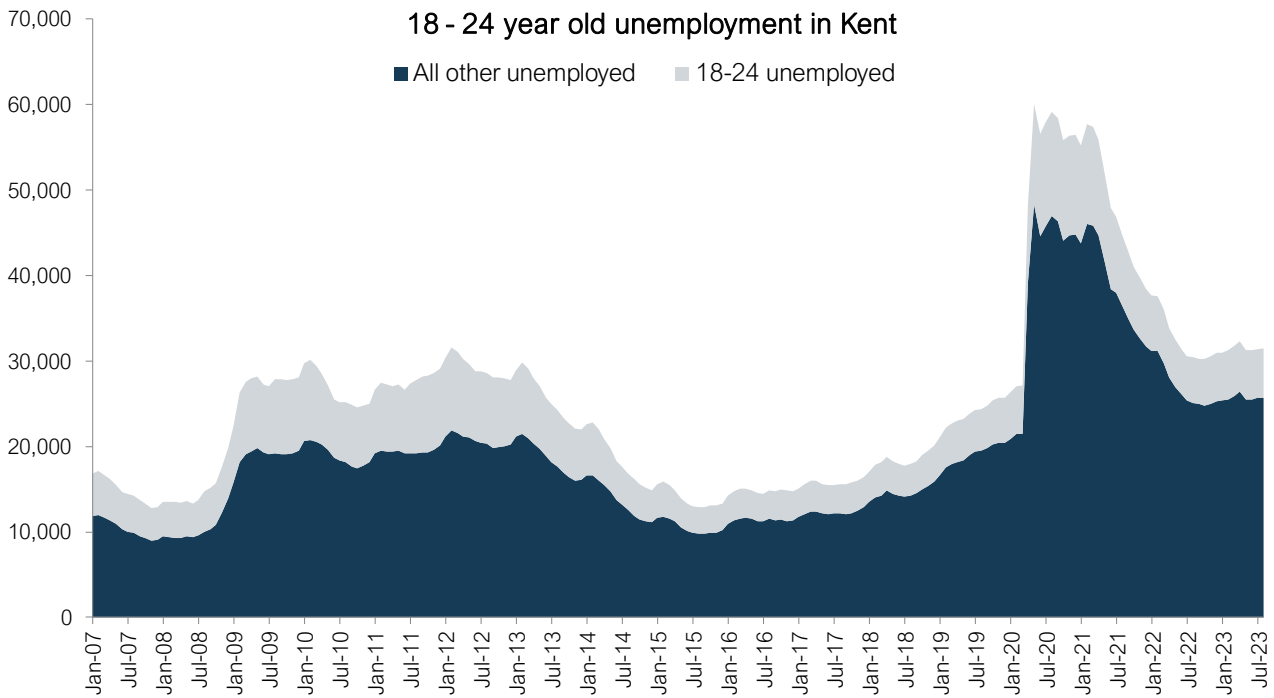 18 - 24 year old unemployment in Kent
All other unemployed 18-24 unemployed
70,000
60,000
50,000
40,000
30,000
20,000
10,000
0
Jan-07 Jul-07 Jan-08 Jul-08 Jan-09 Jul-09 Jan-10 Jul-10 Jan-11 Jul-11 Jan-12 Jul-12 Jan-13 Jul-13 Jan-14 Jul-14 Jan-15 Jul-15 Jan-16 Jul-16 Jan-17 Jul-17 Jan-18 Jul-18 Jan-19 Jul-19 Jan-20 Jul-20 Jan-21 Jul-21 Jan-22 Jul-22 Jan-23 Jul-23